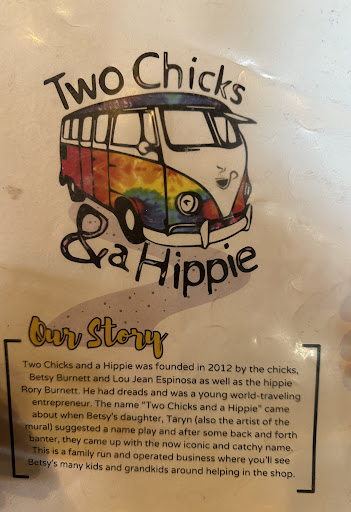 Two Chicks
& a Hippie
Our Story
Two Chicks and a Hippie was founded in 2012 by the chicks,
Betsy Burnett and Lou Jean Espinosa as well as the hippie
Rory Burnett. He had dreads and was a young world-traveling
entrepreneur. The name "Two Chicks and a Hippie" came
about when Betsy's daughter, Taryn (also the artist of the
mural) suggested a name play and after some back and forth
banter, they came up with the now iconic and catchy name.
This is a family run and operated business where you'll see
Betsy's many kids and grandkids around helping in the shop.